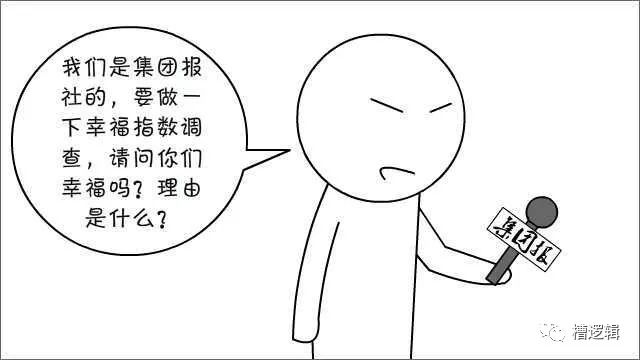 我们是集团报
社的，要做一
下幸福指数调
查，请问你们
幸福吗？理由
是什么？
集团报
槽逻辑